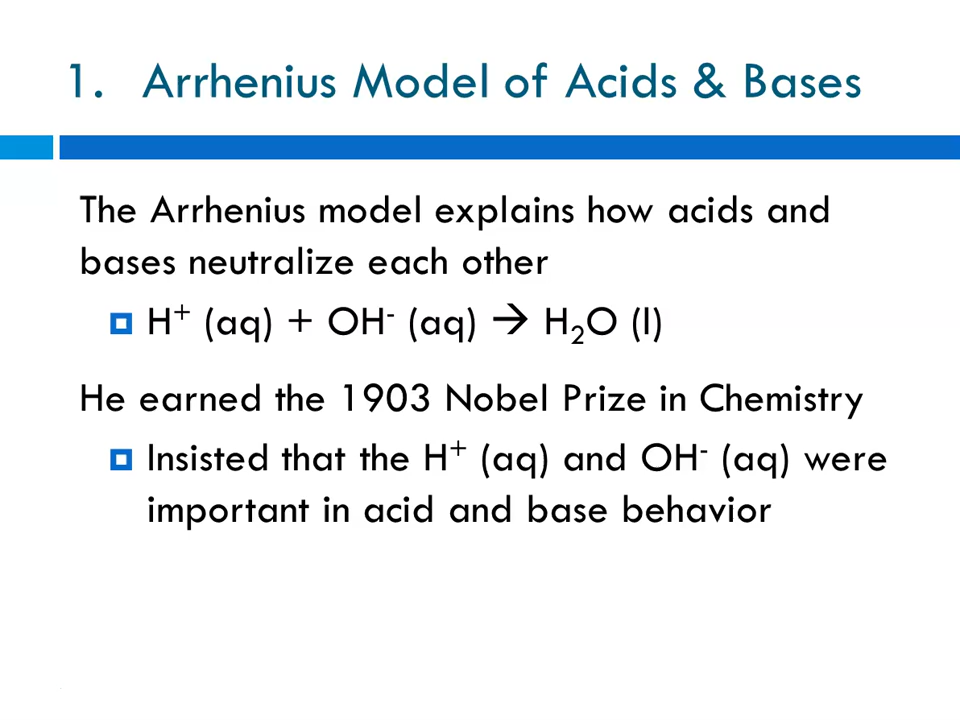 1. Arrhenius Model of Acids & Bases
The Arrhenius model explains how acids and
bases neutralize each other
H⁺ (aq) + OH⁻ (aq) → H₂O (l)
He earned the 1903 Nobel Prize in Chemistry
Insisted that the H⁺ (aq) and OH⁻ (aq) were
important in acid and base behavior